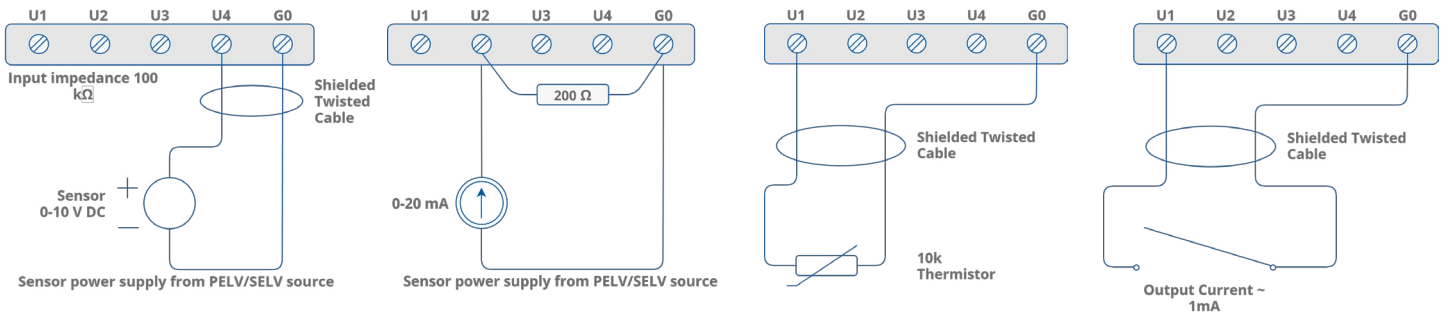 U1 U2 U3 U4 G0
Input impedance 100
kΩ
Shielded
Twisted
Cable
Sensor
0-10 V DC
Sensor power supply from PELV/SELV source
U1 U2 U3 U4 G0
200 Ω
0-20 mA
Sensor power supply from PELV/SELV source
U1 U2 U3 U4 G0
Shielded Twisted
Cable
10k
Thermistor
U1 U2 U3 U4 G0
Shielded Twisted
Cable
Output Current ~
1mA